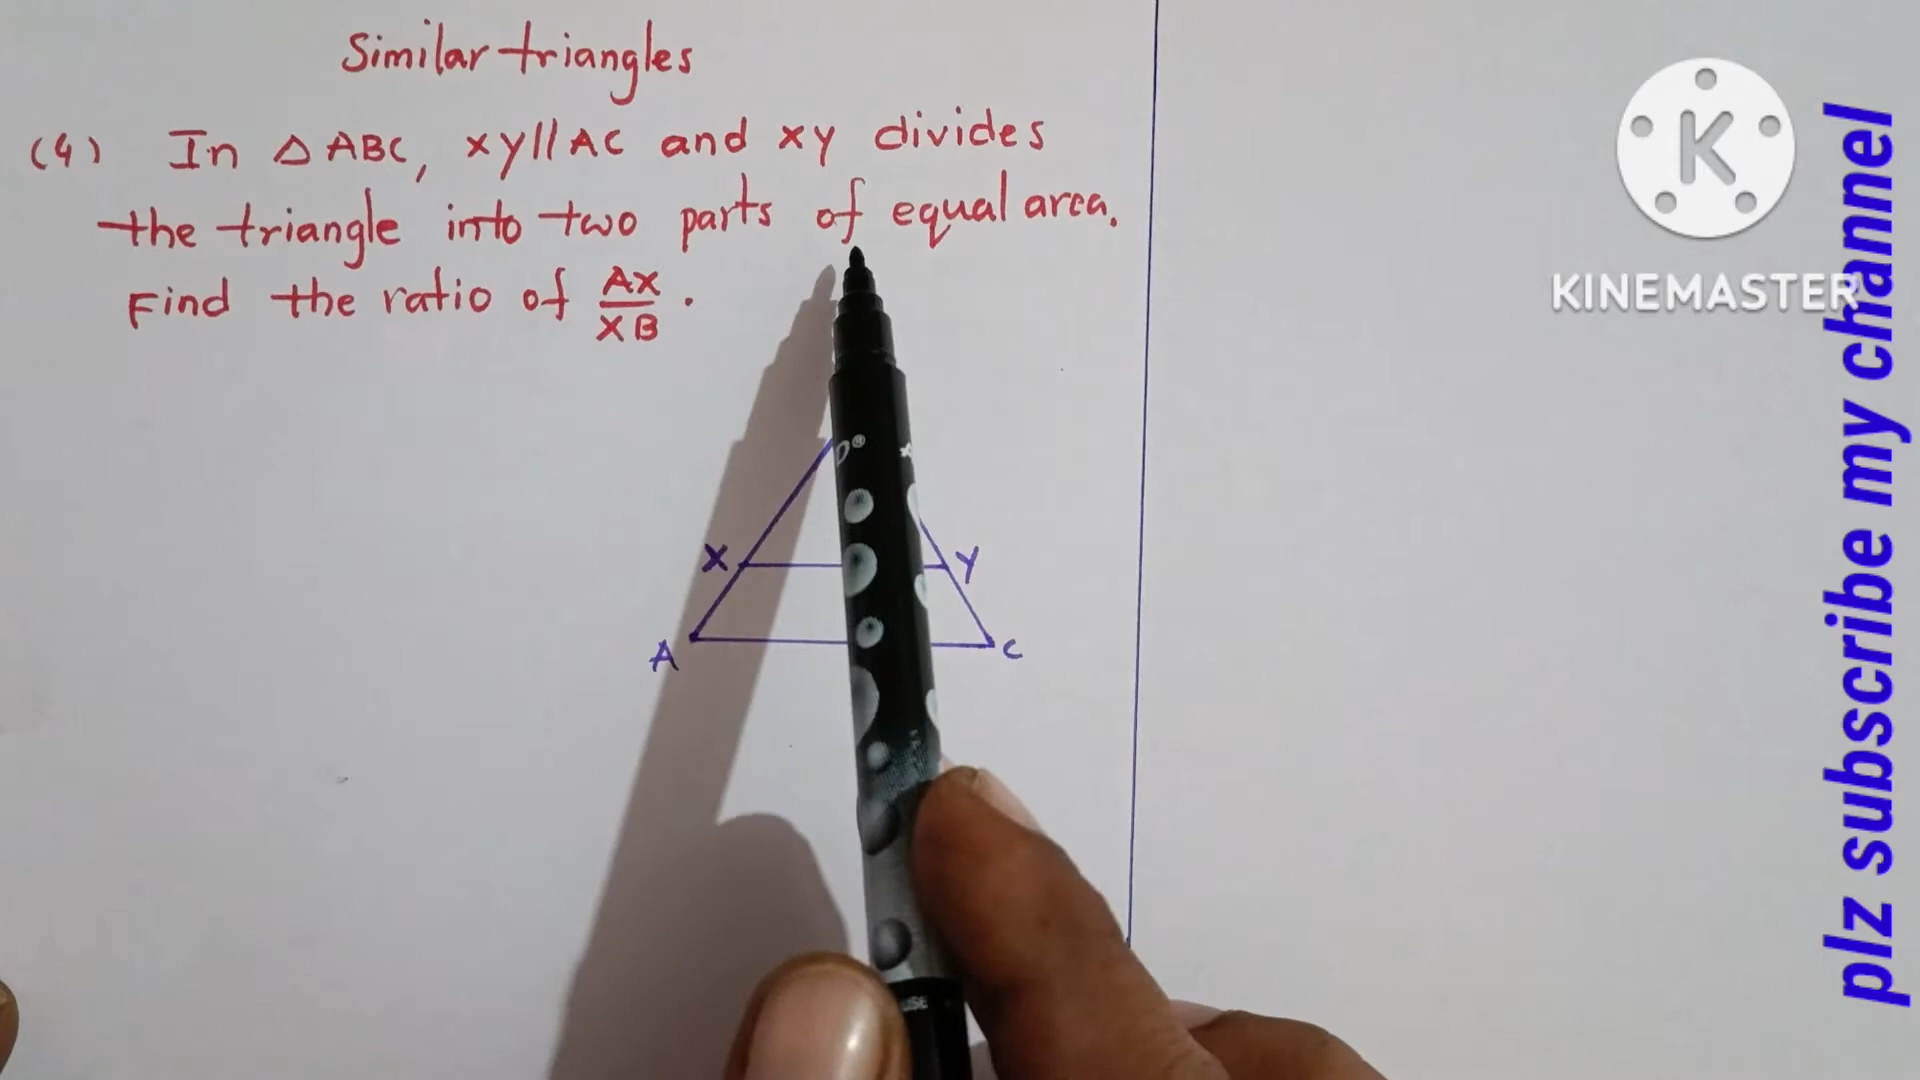 Similar triangles
(4) In △ ABC, xy||AC and xy divides
the triangle into two parts of equal area.
Find the ratio of AX/XB.
X
Y
A
C
K
KINEMASTER
plz subscribe my channel